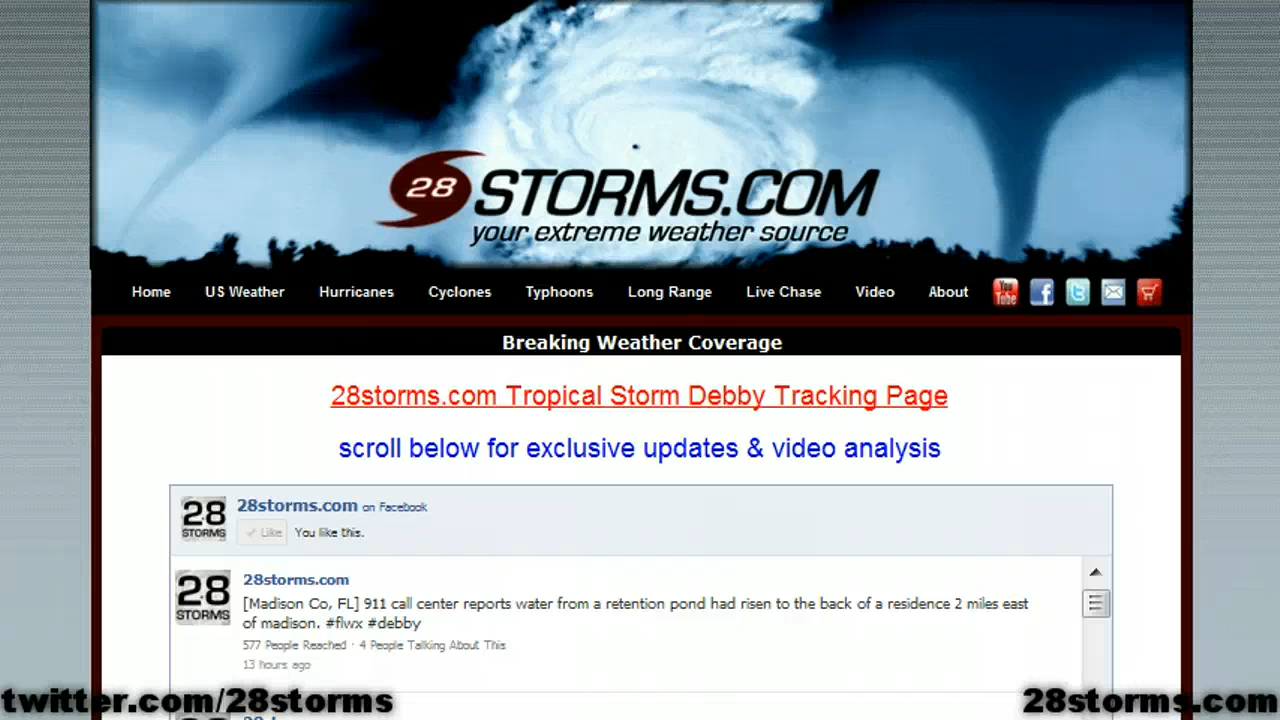 28 STORMS.COM
your extreme weather source
Home US Weather Hurricanes Cyclones Typhoons Long Range Live Chase Video About You Tube
Breaking Weather Coverage
28storms.com Tropical Storm Debby Tracking Page
scroll below for exclusive updates & video analysis
28storms.com on Facebook
28 STORMS
Like You like this.
28storms.com
28 STORMS
[Madison Co, FL] 911 call center reports water from a retention pond had risen to the back of a residence 2 miles east
of madison. #flwx #debby
577 People Reached · 4 People Talking About This
13 hours ago
twitter.com/28storms
28storms.com